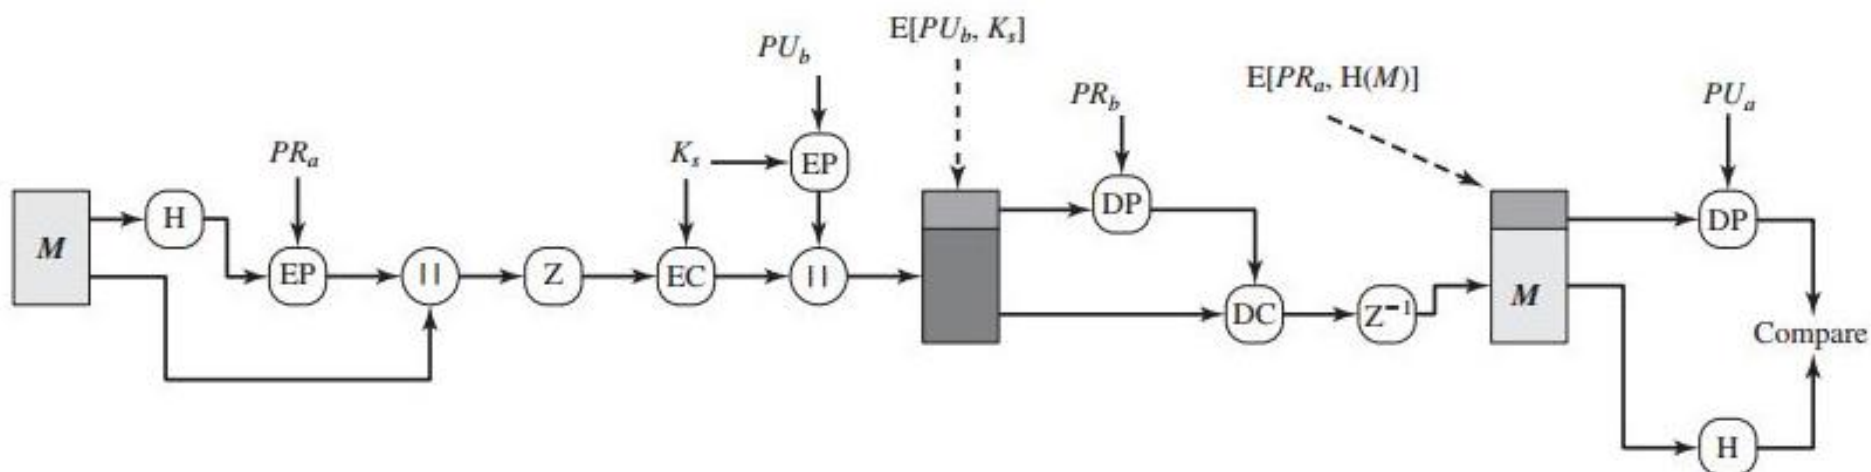 E[PU_b, K_s]
PU_b
E[PR_a, H(M)]
PR_b
PU_a
PR_a
K_s
EP
DP
M
H
DP
EP
||
Z
EC
||
DC
Z⁻¹
M
Compare
H